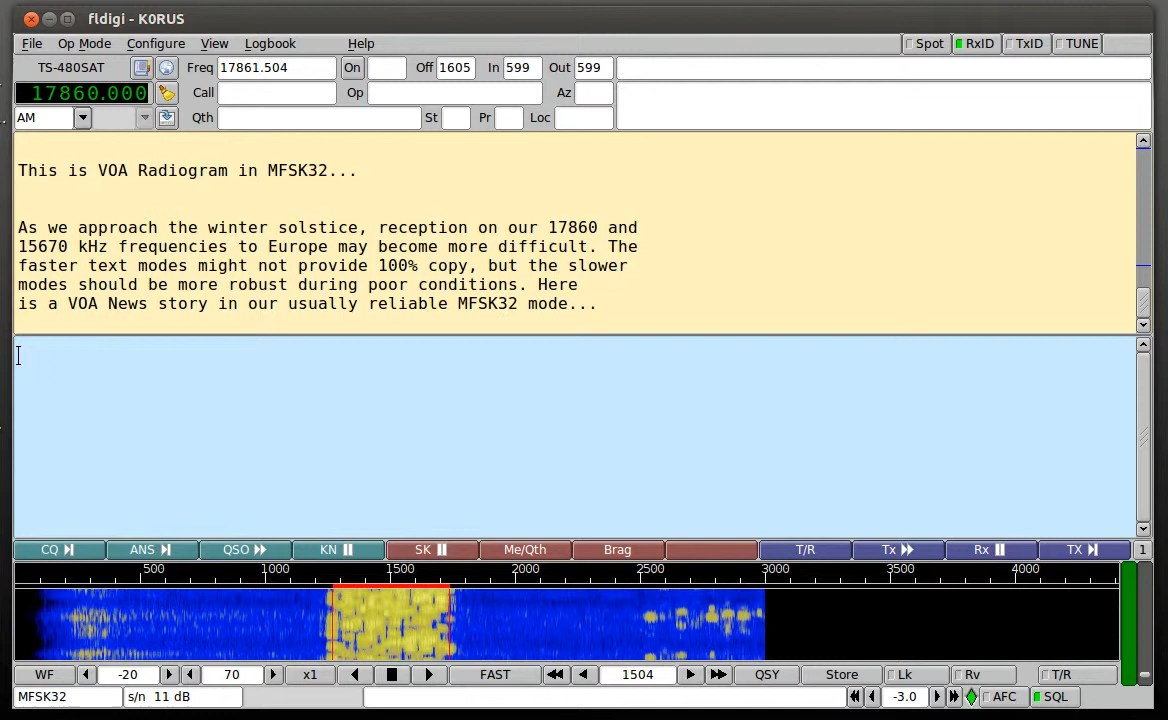 fldigi - K0RUS
File Op Mode Configure View Logbook Help Spot RxID TxID TUNE
TS-480SAT Freq 17861.504 On Off 1605 In 599 Out 599
17860.000 Call Op Az
AM Qth St Pr Loc
This is VOA Radiogram in MFSK32...
As we approach the winter solstice, reception on our 17860 and
15670 kHz frequencies to Europe may become more difficult. The
faster text modes might not provide 100% copy, but the slower
modes should be more robust during poor conditions. Here
is a VOA News story in our usually reliable MFSK32 mode...
CQ ANS QSO KN SK Me/Qth Brag T/R Tx Rx TX 1
500 1000 1500 2000 2500 3000 3500 4000
WF -20 70 x1 FAST 1504 QSY Store Lk Rv T/R
MFSK32 s/n 11 dB -3.0 AFC SQL